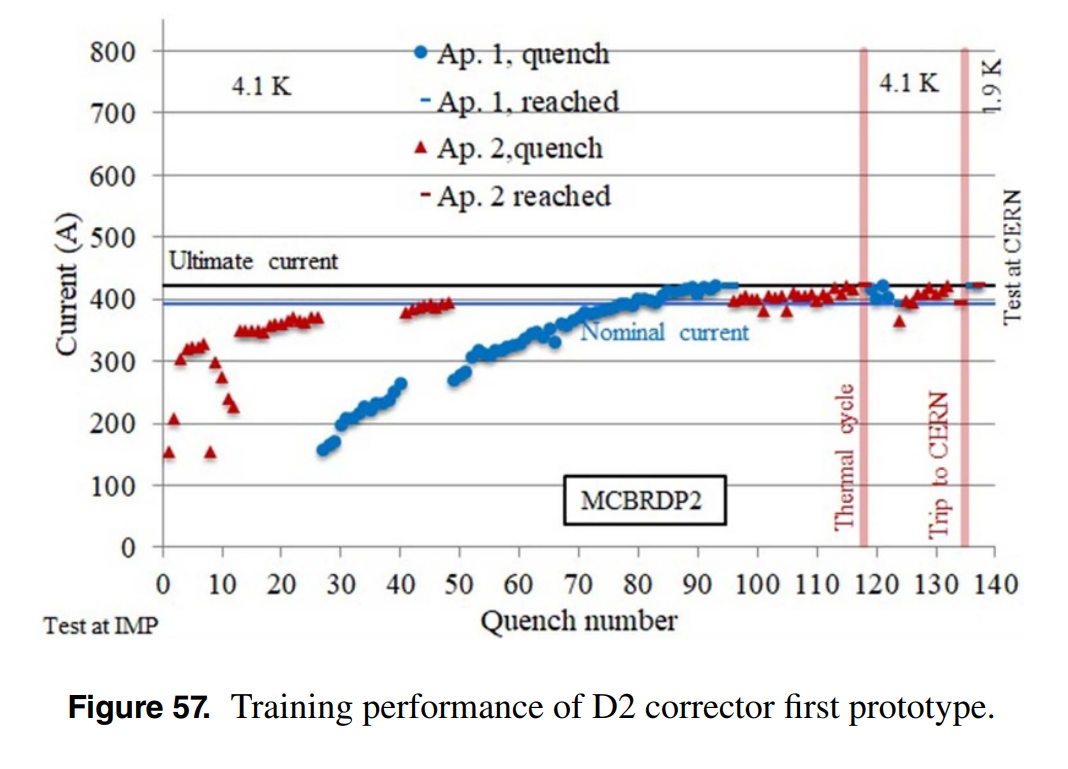 800
700
600
500
400
300
200
100
0
Current (A)
4.1 K
Ap. 1, quench
Ap. 1, reached
Ap. 2,quench
Ap. 2 reached
4.1 K
1.9 K
Ultimate current
Nominal current
Thermal cycle
Trip to CERN
Test at CERN
MCBRDP2
0 10 20 30 40 50 60 70 80 90 100 110 120 130 140
Quench number
Test at IMP
Figure 57. Training performance of D2 corrector first prototype.